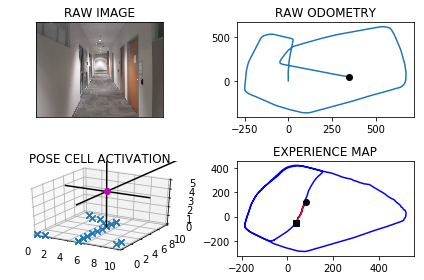 RAW IMAGE
RAW ODOMETRY
500
0
-250 0 250 500
POSE CELL ACTIVATION
5
4
3
2
1
0
0 2 4 6 8 10
0 2 4 6 8 10
EXPERIENCE MAP
400
200
0
-200
-200 0 200 400